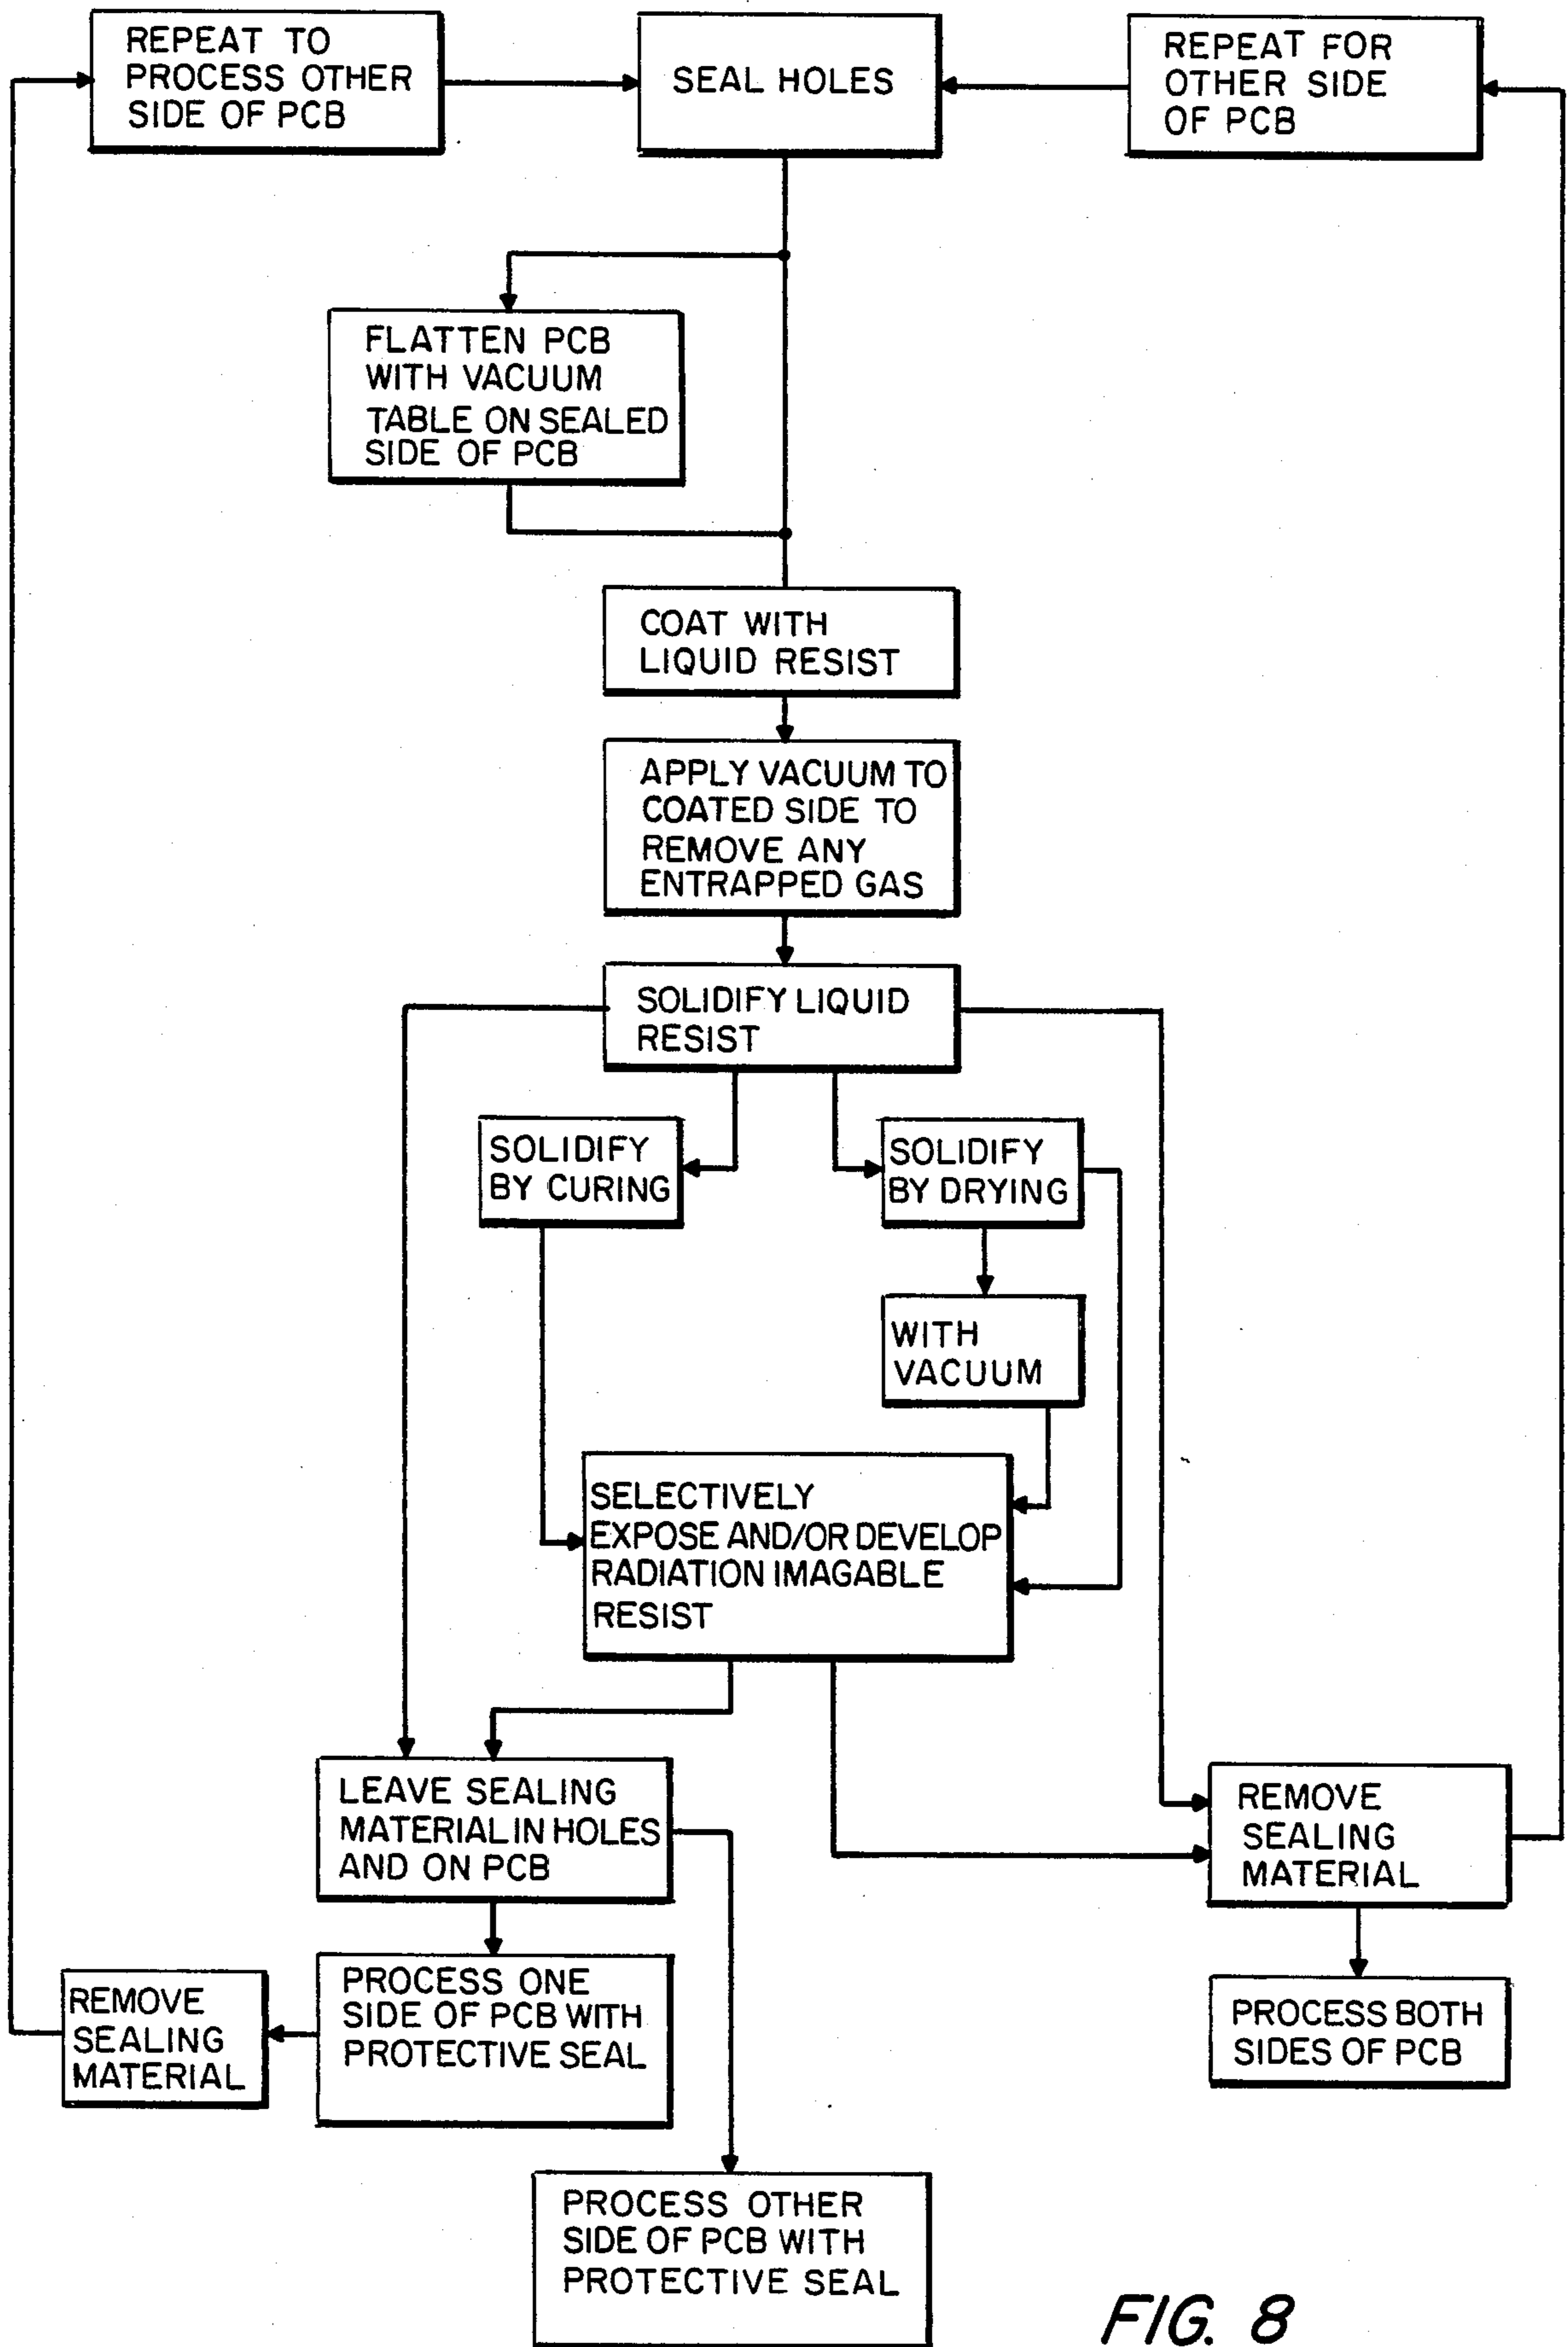 REPEAT TO
PROCESS OTHER
SIDE OF PCB
SEAL HOLES
REPEAT FOR
OTHER SIDE
OF PCB
FLATTEN PCB
WITH VACUUM
TABLE ON SEALED
SIDE OF PCB
COAT WITH
LIQUID RESIST
APPLY VACUUM TO
COATED SIDE TO
REMOVE ANY
ENTRAPPED GAS
SOLIDIFY LIQUID
RESIST
SOLIDIFY
BY CURING
SOLIDIFY
BY DRYING
WITH
VACUUM
SELECTIVELY
EXPOSE AND/OR DEVELOP
RADIATION IMAGABLE
RESIST
LEAVE SEALING
MATERIAL IN HOLES
AND ON PCB
REMOVE
SEALING
MATERIAL
REMOVE
SEALING
MATERIAL
PROCESS ONE
SIDE OF PCB WITH
PROTECTIVE SEAL
PROCESS BOTH
SIDES OF PCB
PROCESS OTHER
SIDE OF PCB WITH
PROTECTIVE SEAL
FIG. 8